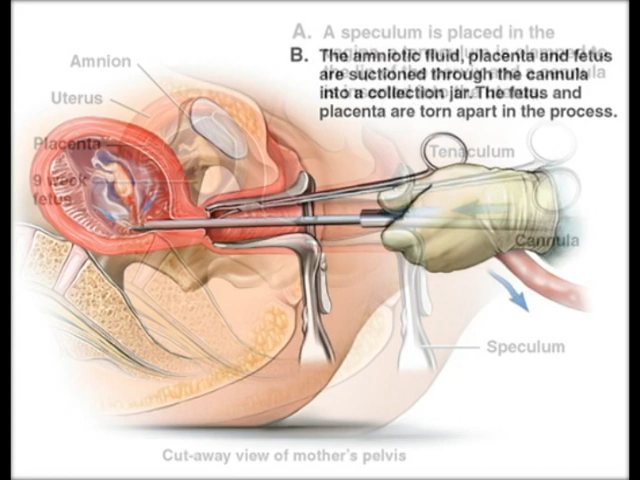 A. A speculum is placed in the
B. The amniotic fluid, placenta and fetus
are suctioned through the cannula
into a collection jar. The fetus and
placenta are torn apart in the process.
Amnion
Uterus
Placenta
Tenaculum
9 week
fetus
Cannula
Speculum
Cut-away view of mother's pelvis